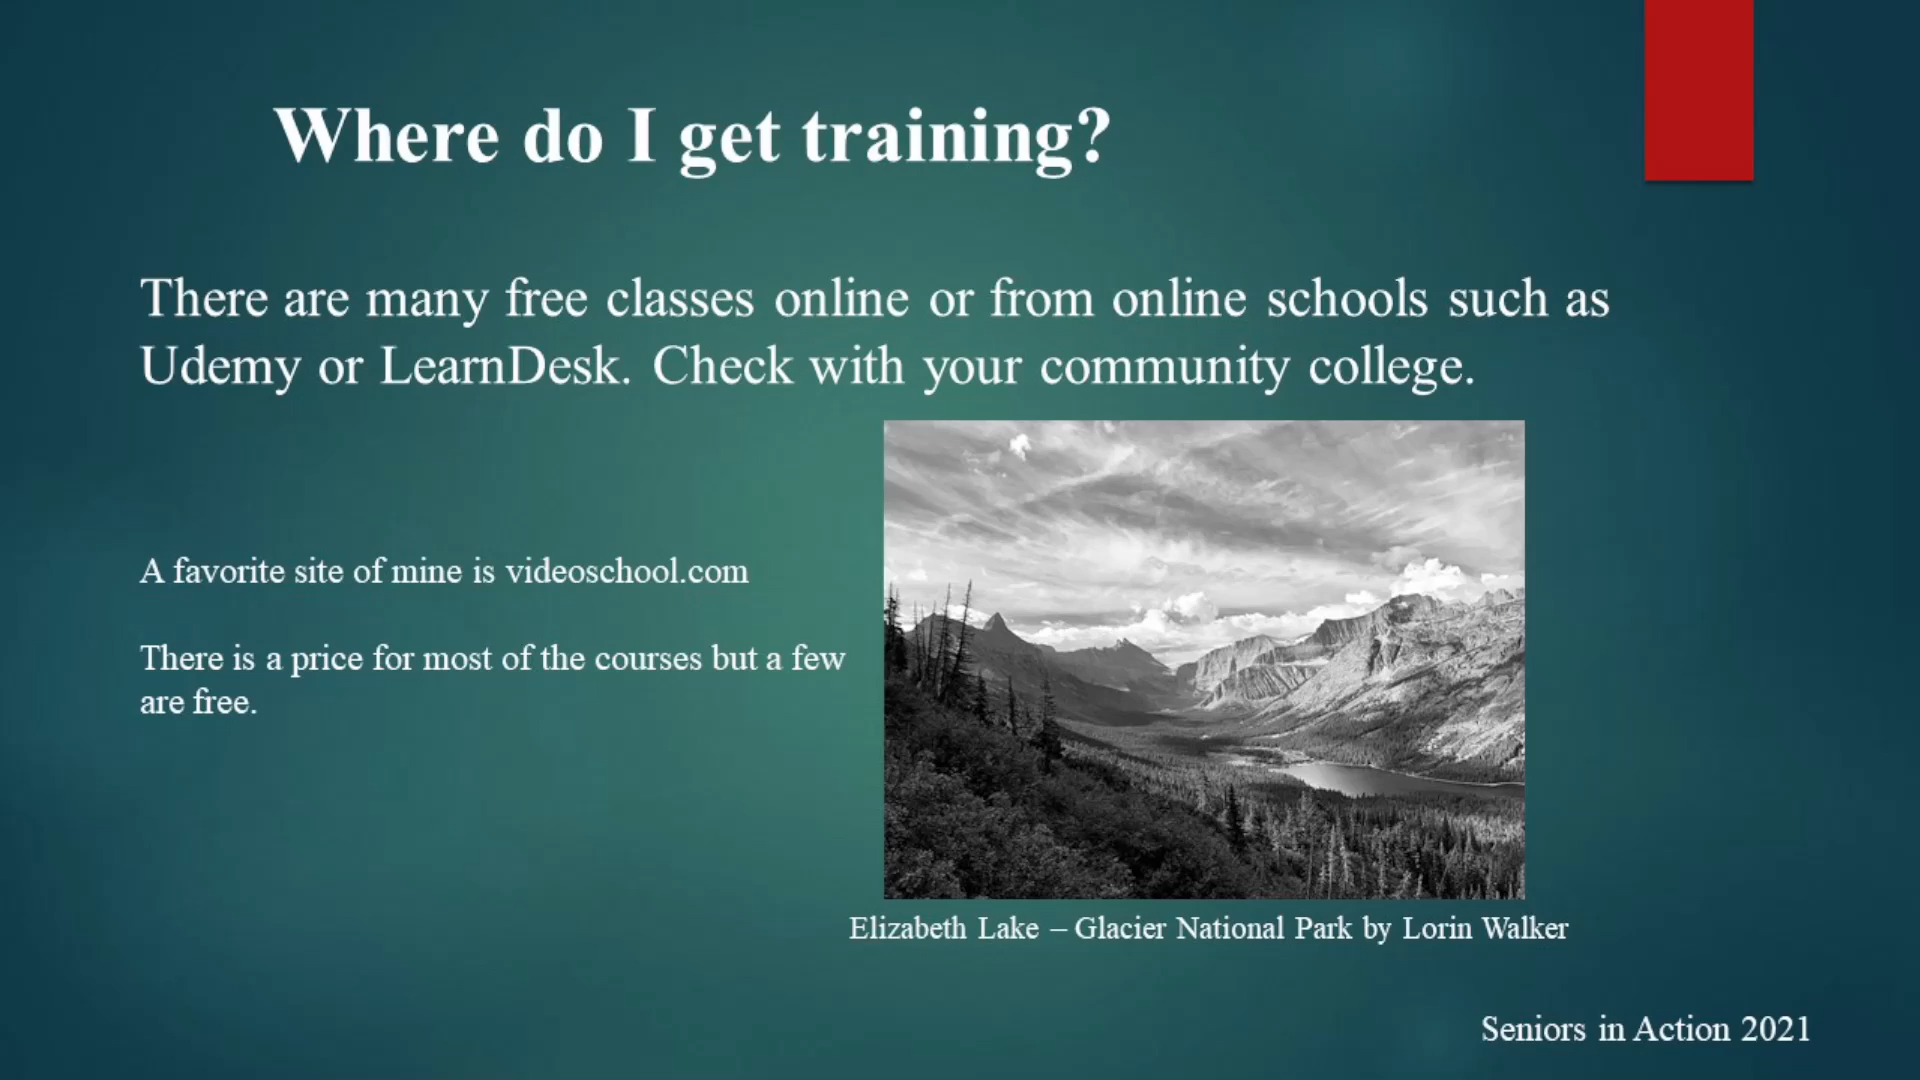 Where do I get training?
There are many free classes online or from online schools such as
Udemy or LearnDesk. Check with your community college.
A favorite site of mine is videoschool.com
There is a price for most of the courses but a few
are free.
Elizabeth Lake – Glacier National Park by Lorin Walker
Seniors in Action 2021